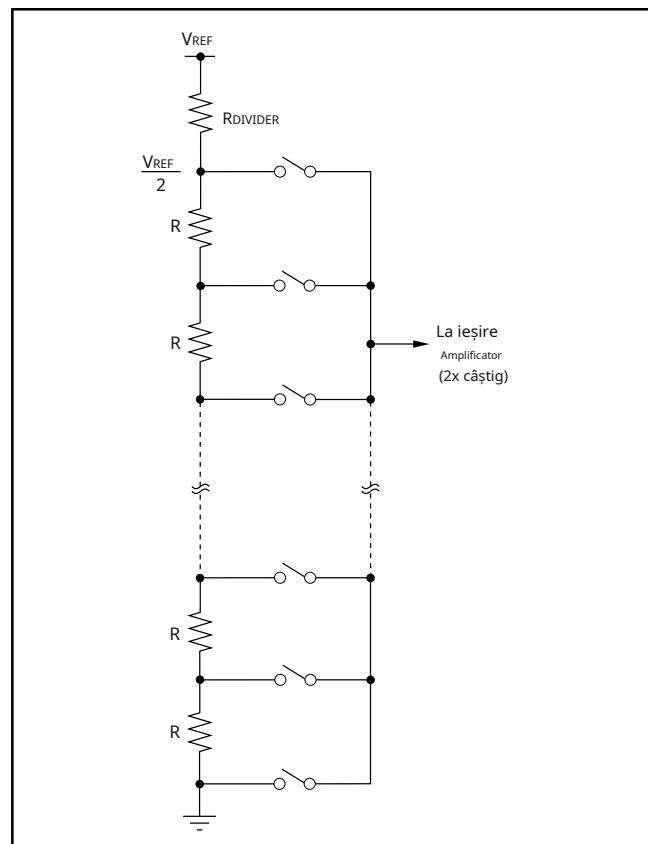 VREF
RDIVIDER
VREF
2
R
R
La ieșire
Amplificator
(2x câștig)
R
R